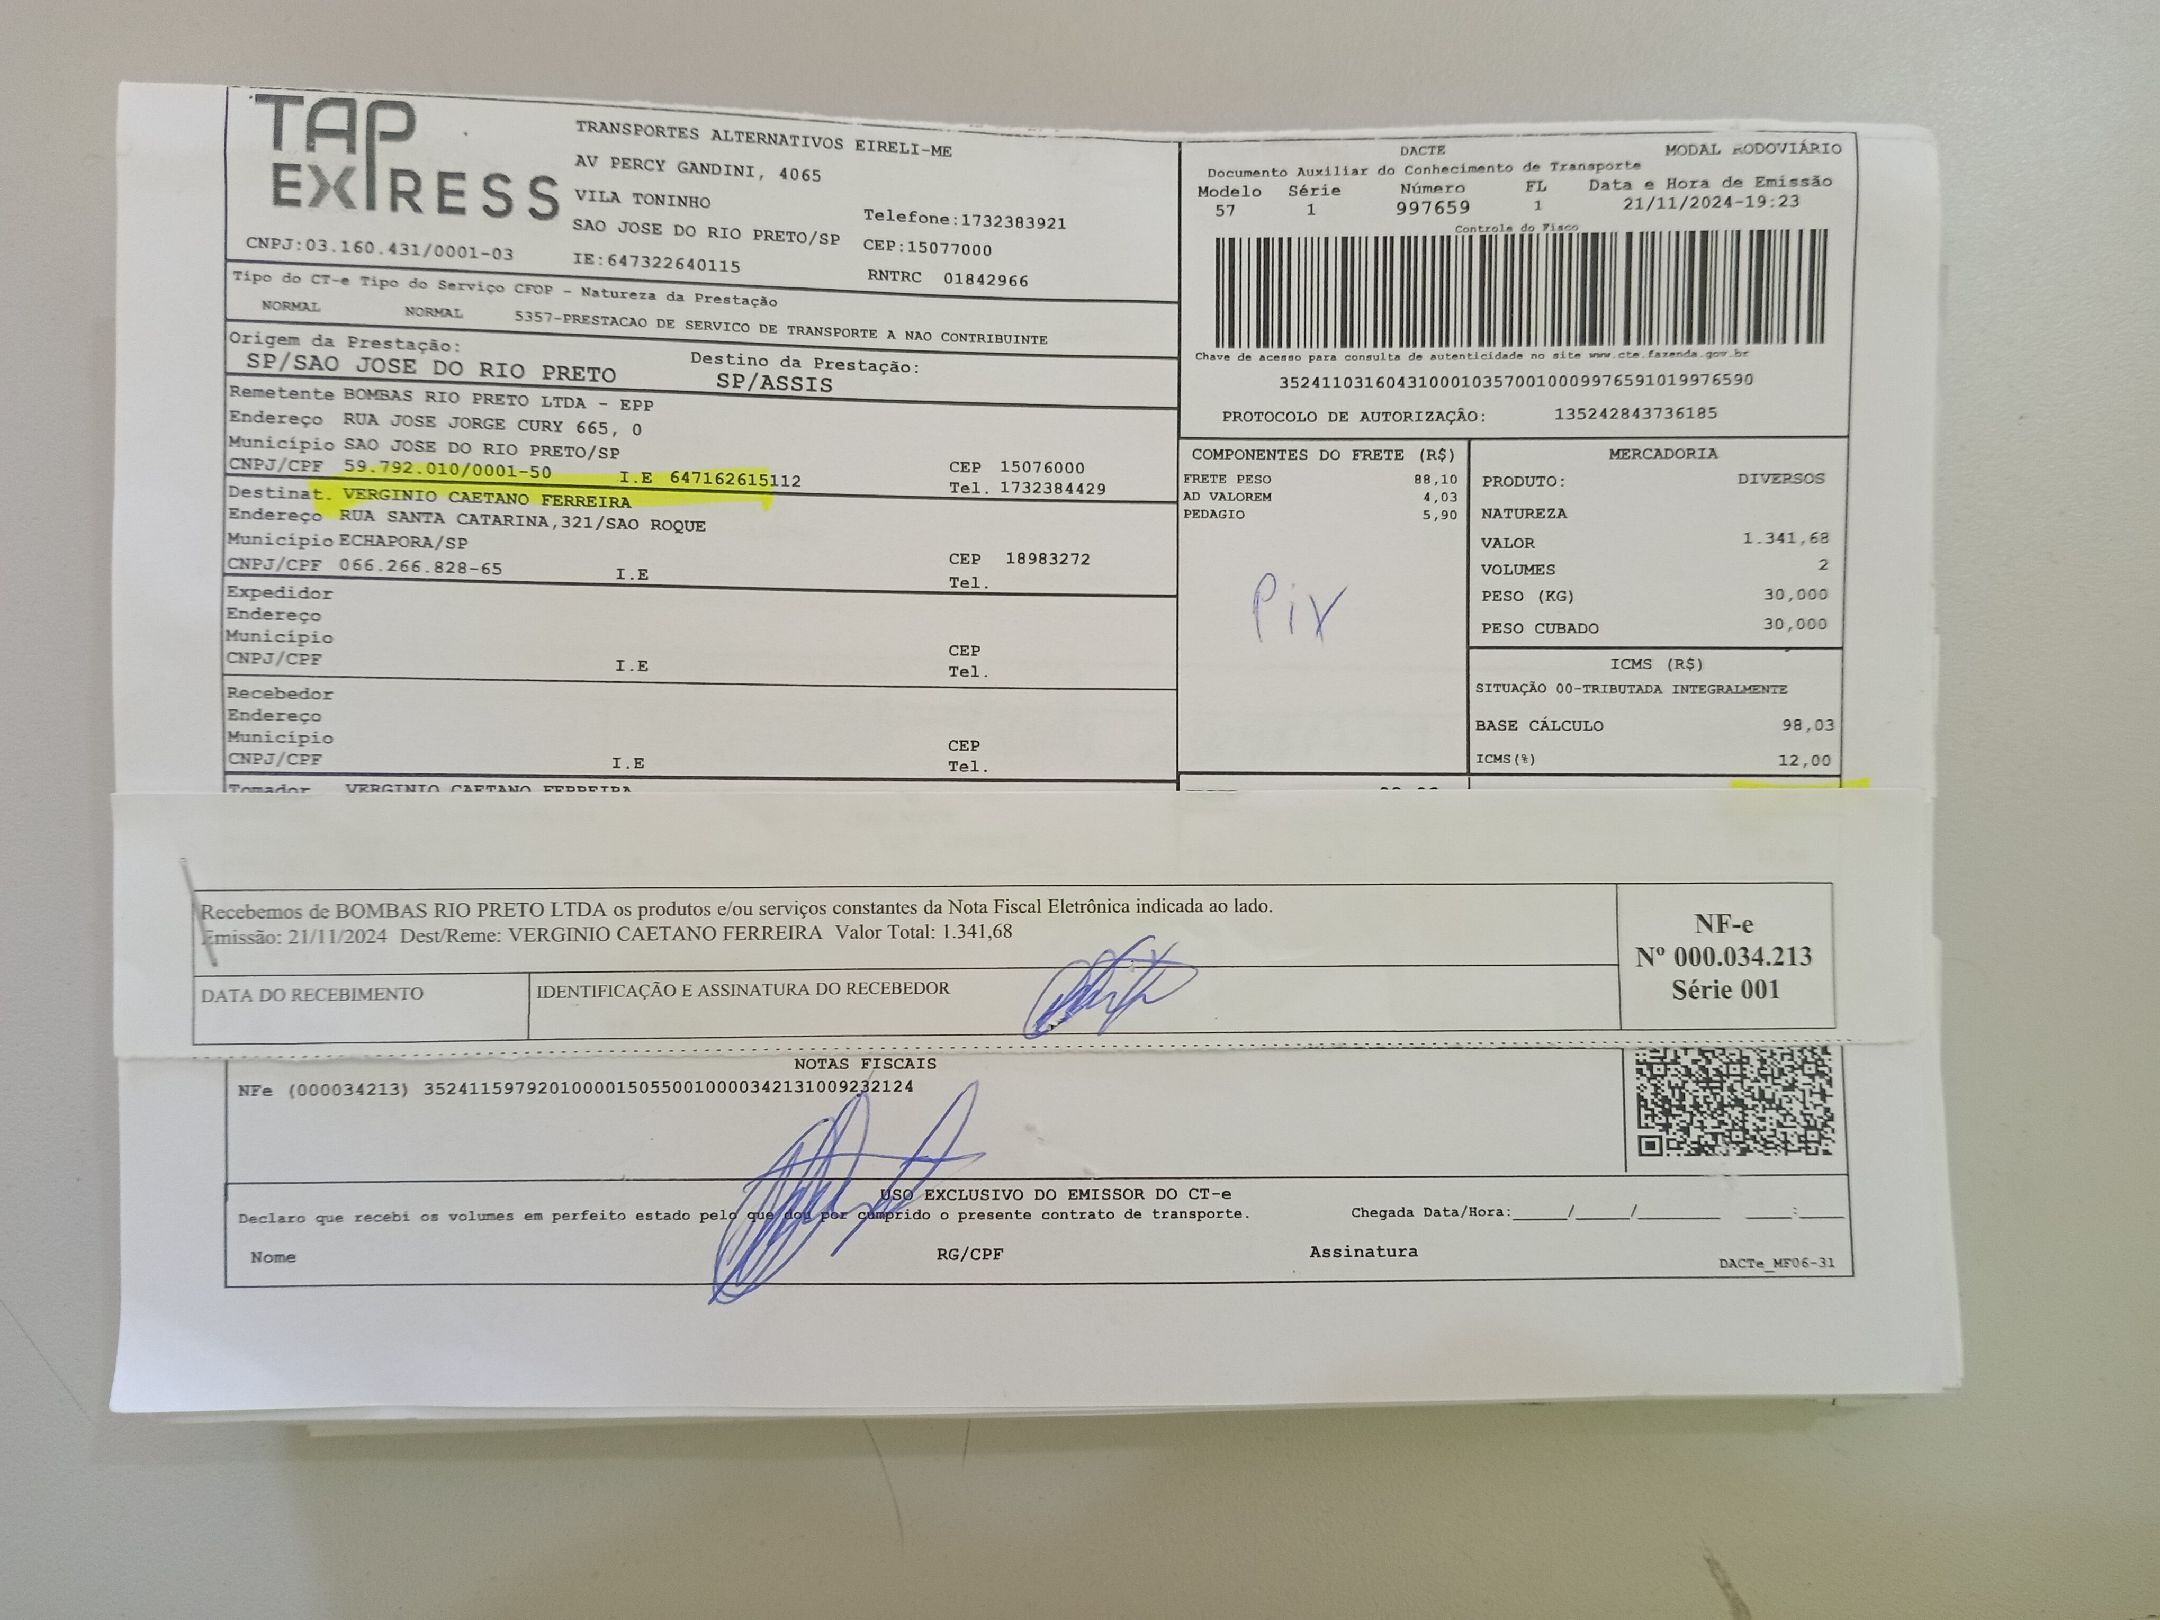 TAP
EXPRESS
TRANSPORTES ALTERNATIVOS EIRELI-ME
AV PERCY GANDINI, 4065
VILA TONINHO
SAO JOSE DO RIO PRETO/SP
Telefone:1732383921
CEP:15077000
CNPJ:03.160.431/0001-03
IE:647322640115
RNTRC 01842966
DACTE
MODAL RODOVIÁRIO
Documento Auxiliar do Conhecimento de Transporte
Modelo Série Número FL Data e Hora de Emissão
57 1 997659 1 21/11/2024-19:23
Controle do Fisco
Chave de acesso para consulta de autenticidade no site www.cte.fazenda.gov.br
35241103160431000103570010009976591019976590
PROTOCOLO DE AUTORIZAÇÃO: 135242843736185
Tipo do CT-e Tipo do Serviço CFOP - Natureza da Prestação
NORMAL NORMAL 5357-PRESTACAO DE SERVICO DE TRANSPORTE A NAO CONTRIBUINTE
Origem da Prestação:
SP/SAO JOSE DO RIO PRETO
Destino da Prestação:
SP/ASSIS
Remetente BOMBAS RIO PRETO LTDA - EPP
Endereço RUA JOSE JORGE CURY 665, 0
Município SAO JOSE DO RIO PRETO/SP
CEP 15076000
CNPJ/CPF 59.792.010/0001-50 I.E 647162615112
Tel. 1732384429
Destinat. VERGINIO CAETANO FERREIRA
Endereço RUA SANTA CATARINA,321/SAO ROQUE
Município ECHAPORA/SP
CEP 18983272
CNPJ/CPF 066.266.828-65 I.E
Tel.
Expedidor
Endereço
Município
CEP
CNPJ/CPF I.E
Tel.
Recebedor
Endereço
Município
CEP
CNPJ/CPF I.E
Tel.
Tomador VERGINIO CAETANO FERREIRA
COMPONENTES DO FRETE (R$)
FRETE PESO 88,10
AD VALOREM 4,03
PEDAGIO 5,90
Pix
MERCADORIA
PRODUTO: DIVERSOS
NATUREZA
VALOR 1.341,68
VOLUMES 2
PESO (KG) 30,000
PESO CUBADO 30,000
ICMS (R$)
SITUAÇÃO 00-TRIBUTADA INTEGRALMENTE
BASE CÁLCULO 98,03
ICMS(%) 12,00
Recebemos de BOMBAS RIO PRETO LTDA os produtos e/ou serviços constantes da Nota Fiscal Eletrônica indicada ao lado.
Emissão: 21/11/2024 Dest/Reme: VERGINIO CAETANO FERREIRA Valor Total: 1.341,68
DATA DO RECEBIMENTO
IDENTIFICAÇÃO E ASSINATURA DO RECEBEDOR
NF-e
Nº 000.034.213
Série 001
NOTAS FISCAIS
NFe (000034213) 35241159792010000150550010000342131009232124
USO EXCLUSIVO DO EMISSOR DO CT-e
Declaro que recebi os volumes em perfeito estado pelo que dou por cumprido o presente contrato de transporte.
Chegada Data/Hora:_____/_____/________ ____:____
Nome
RG/CPF
Assinatura
DACTe_MF06-31